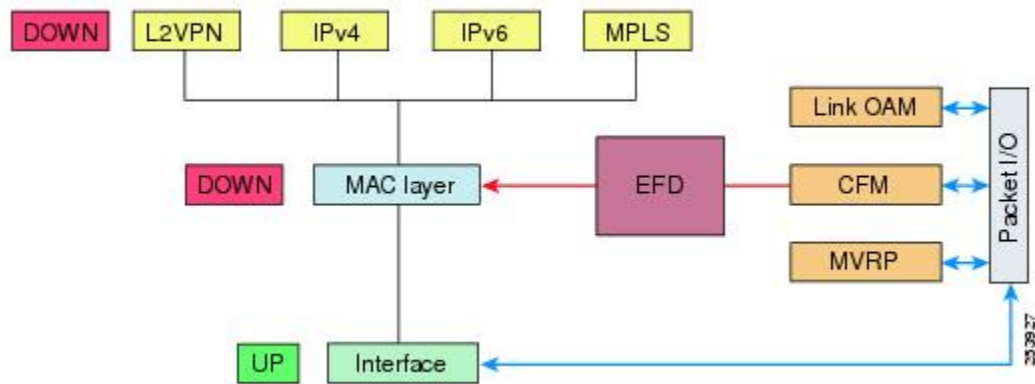 DOWN L2VPN IPv4 IPv6 MPLS
Link OAM
DOWN MAC layer EFD CFM Packet I/O
MVRP
UP Interface
253927